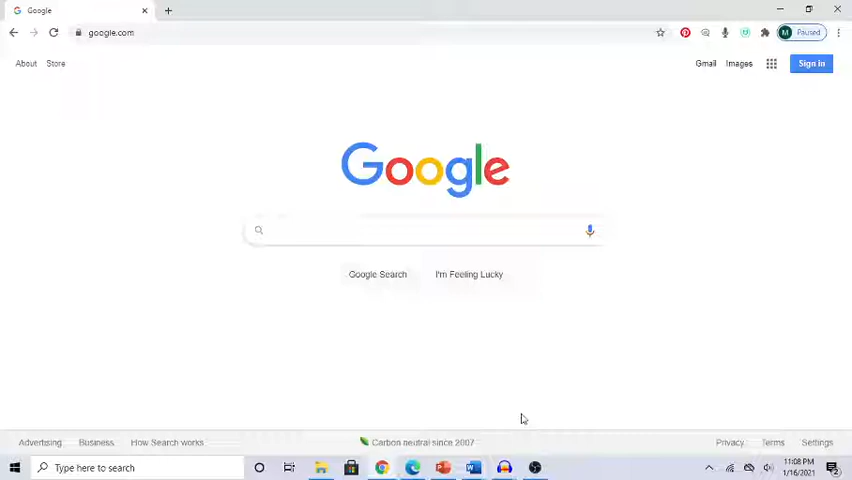 Google
google.com
M Paused
About Store
Gmail Images Sign in
Google
Google Search I'm Feeling Lucky
Advertising Business How Search works
Carbon neutral since 2007
Privacy Terms Settings
Type here to search
11:08 PM
1/16/2021
2